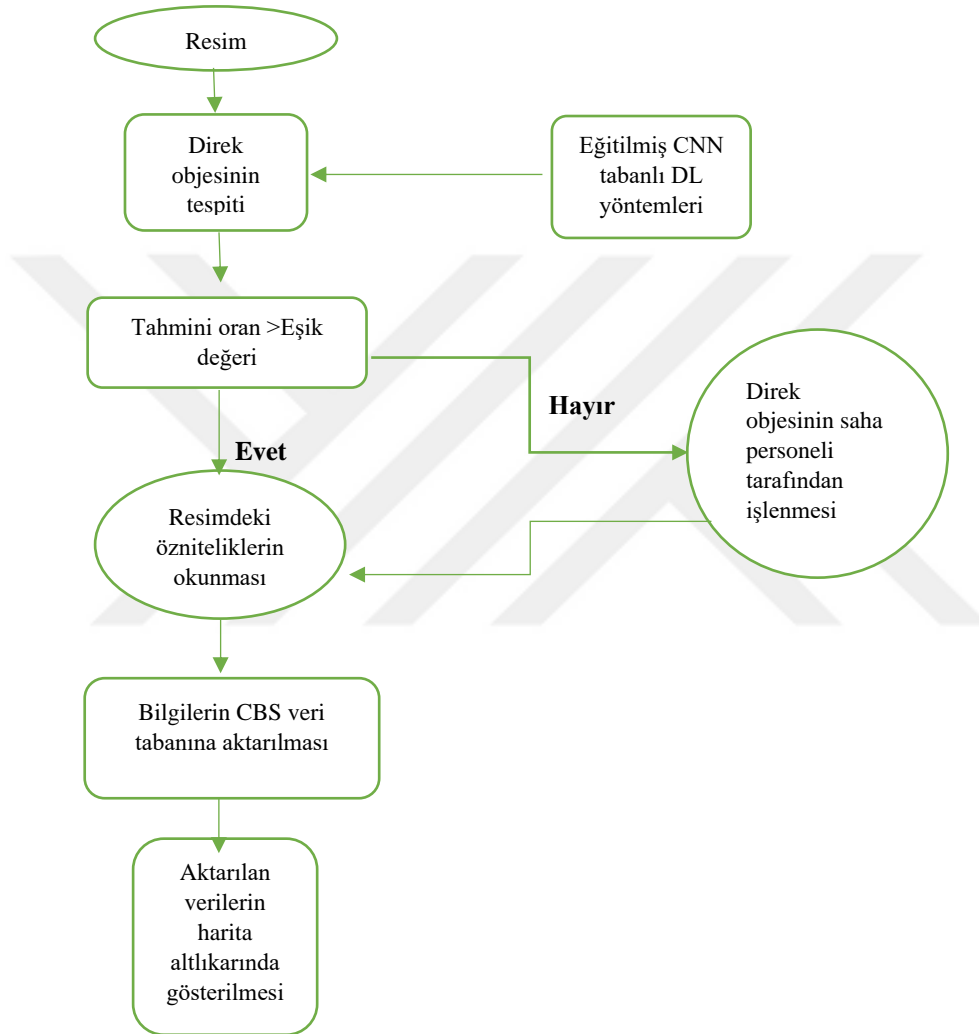 Resim
Direk
objesinin
tespiti
Eğitilmiş CNN
tabanlı DL
yöntemleri
Tahmini oran >Eşik
değeri
Hayır
Evet
Direk
objesinin saha
personeli
tarafından
işlenmesi
Resimdeki
özniteliklerin
okunması
Bilgilerin CBS veri
tabanına aktarılması
Aktarılan
verilerin
harita
altlıkarında
gösterilmesi